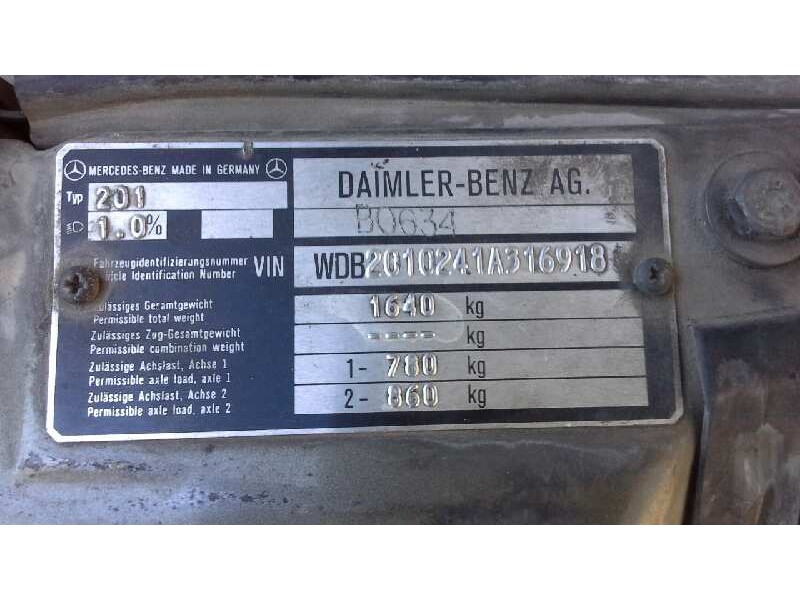 MERCEDES-BENZ MADE IN GERMANY
DAIMLER-BENZ AG.
Typ 201
B0634
1.0%
Fahrzeugidentifizierungsnummer
Vehicle Identification Number VIN WDB2010241A316918
Zulässiges Gesamtgewicht
Permissible total weight 1640 kg
Zulässiges Zug-Gesamtgewicht
Permissible combination weight ---- kg
Zulässige Achslast, Achse 1
Permissible axle load, axle 1 1- 780 kg
Zulässige Achslast, Achse 2
Permissible axle load, axle 2 2- 860 kg